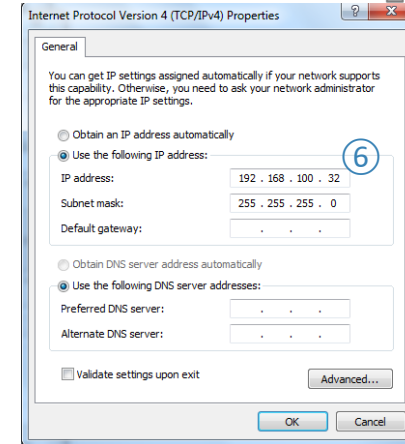 Internet Protocol Version 4 (TCP/IPv4) Properties
General
You can get IP settings assigned automatically if your network supports
this capability. Otherwise, you need to ask your network administrator
for the appropriate IP settings.
Obtain an IP address automatically
Use the following IP address:
6
IP address: 192 . 168 . 100 . 32
Subnet mask: 255 . 255 . 255 . 0
Default gateway: . . .
Obtain DNS server address automatically
Use the following DNS server addresses:
Preferred DNS server: . . .
Alternate DNS server: . . .
Validate settings upon exit
Advanced...
OK Cancel